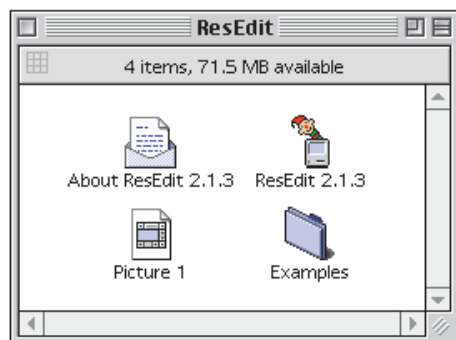 ResEdit
4 items, 71.5 MB available
About ResEdit 2.1.3
ResEdit 2.1.3
Picture 1
Examples